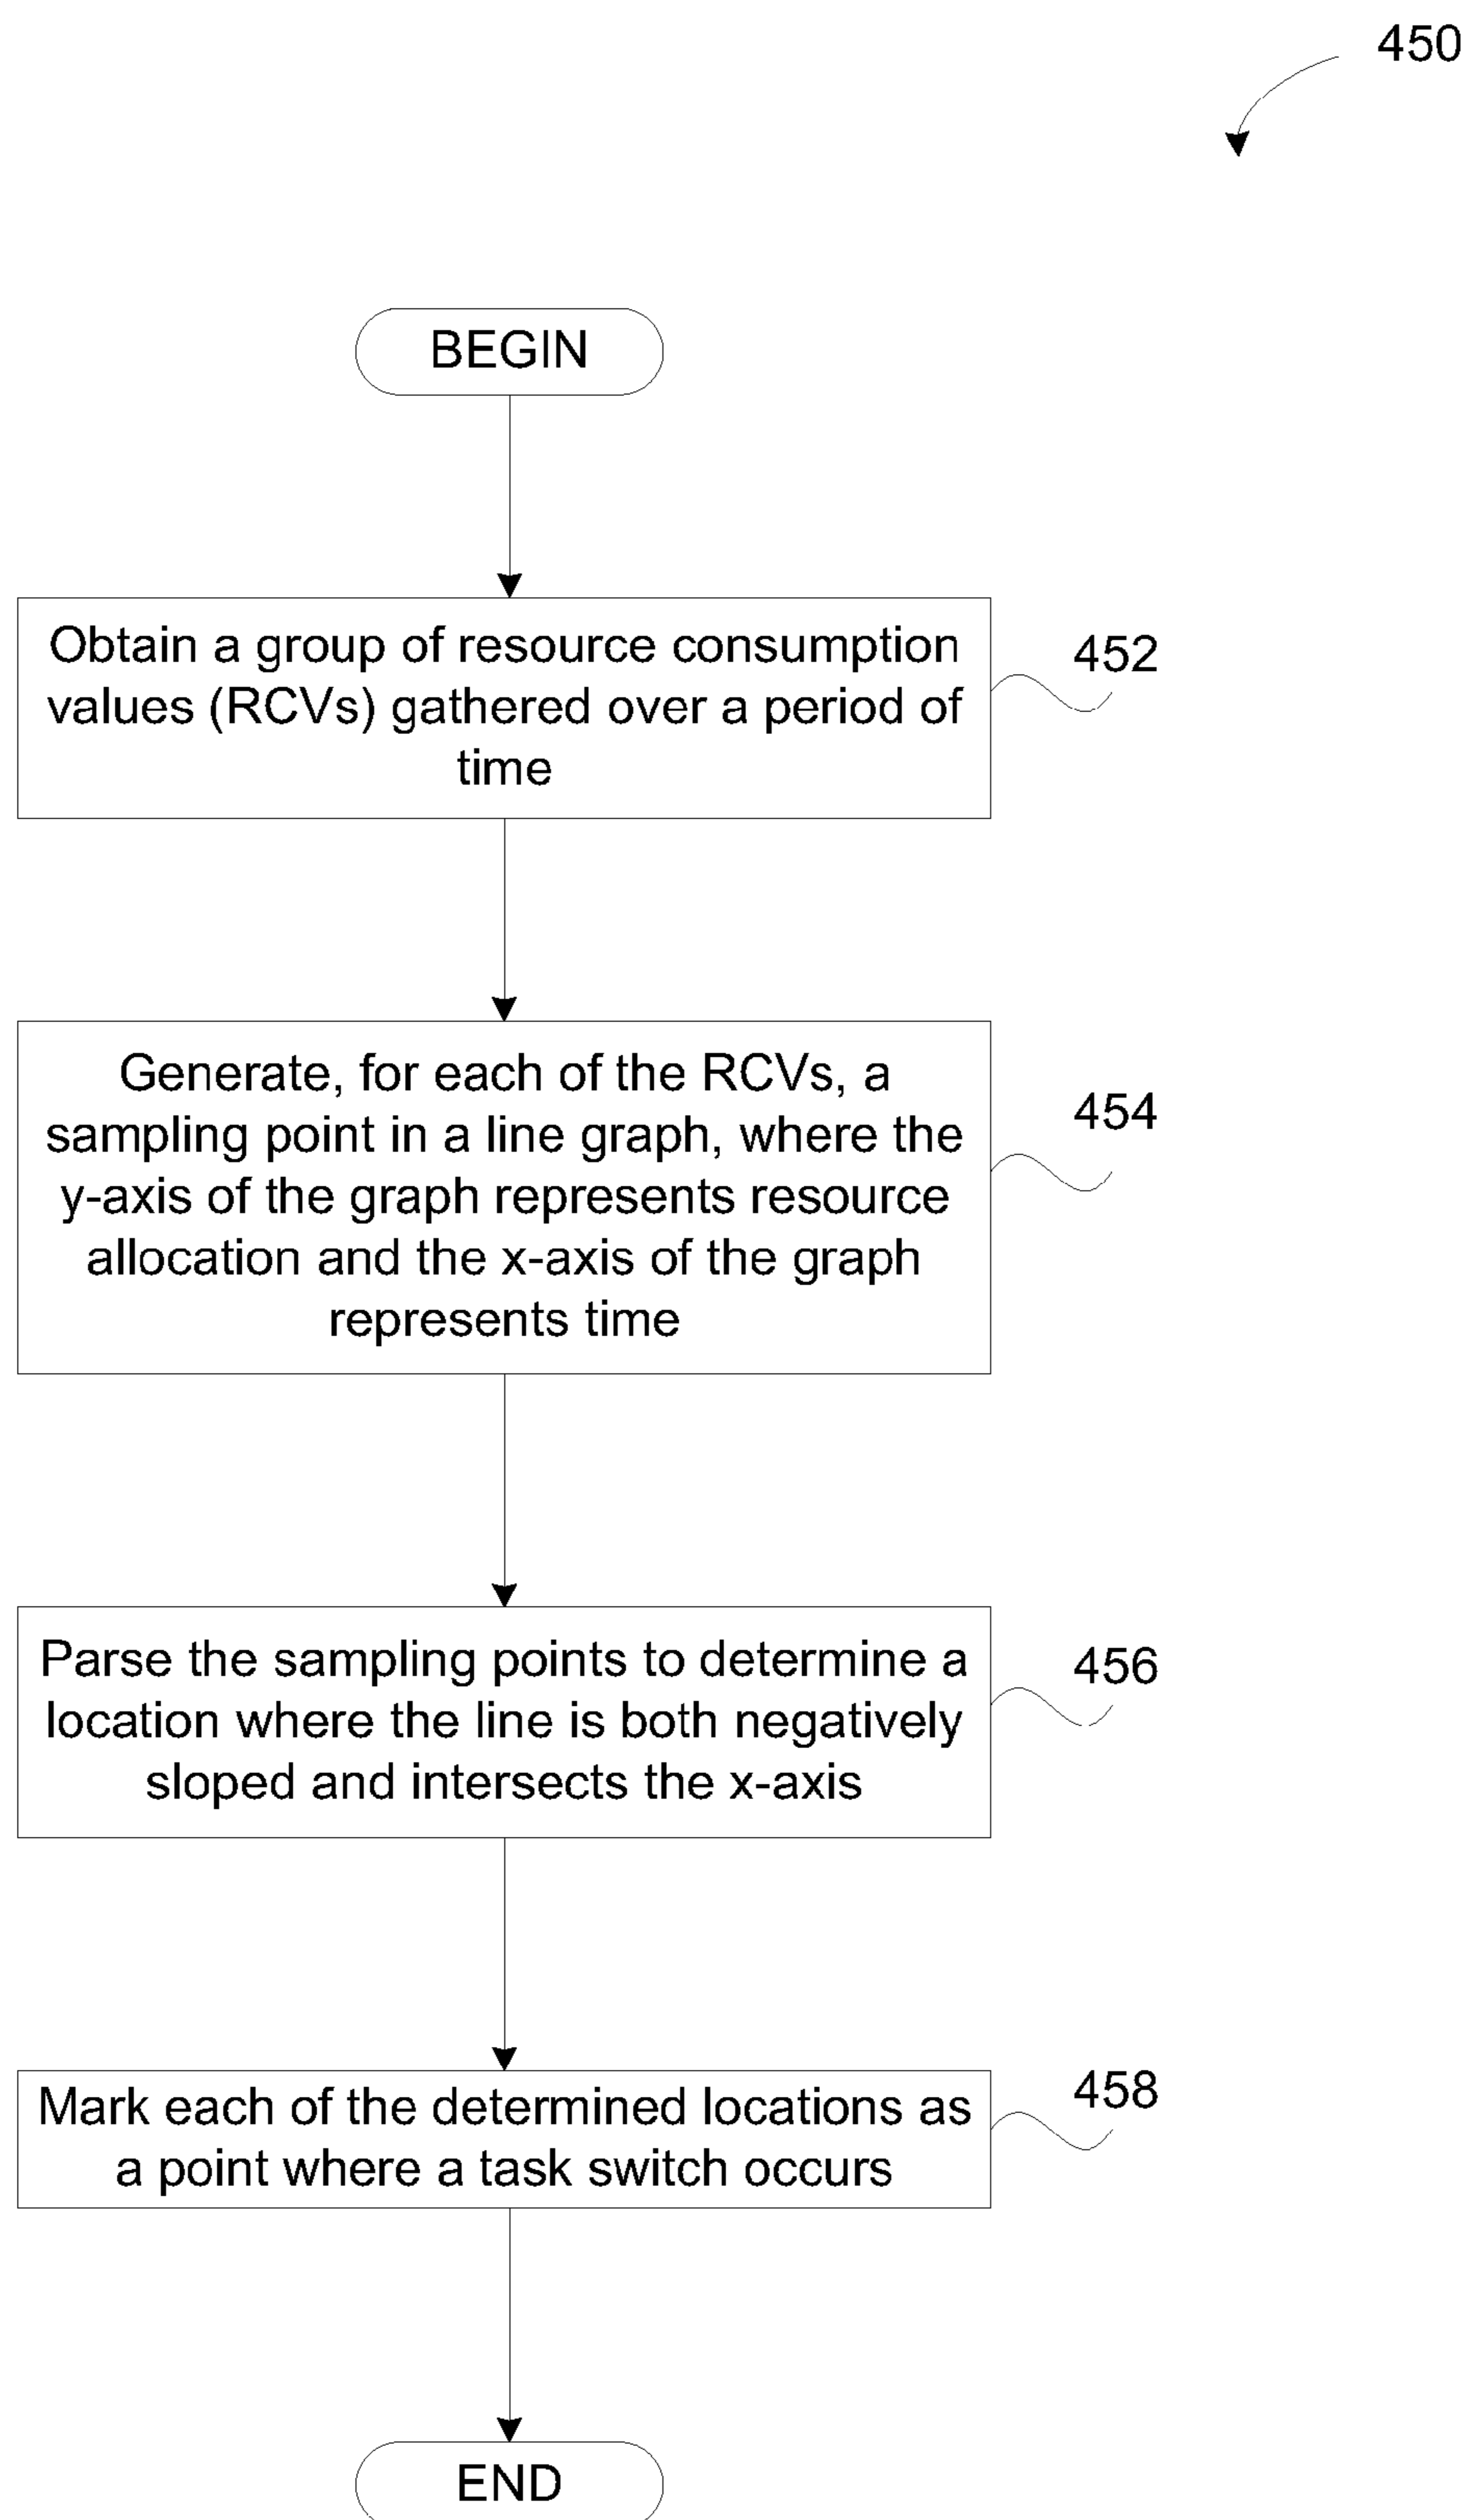 450
BEGIN
Obtain a group of resource consumption
values (RCVs) gathered over a period of
time
452
Generate, for each of the RCVs, a
sampling point in a line graph, where the
y-axis of the graph represents resource
allocation and the x-axis of the graph
represents time
454
Parse the sampling points to determine a
location where the line is both negatively
sloped and intersects the x-axis
456
Mark each of the determined locations as
a point where a task switch occurs
458
END